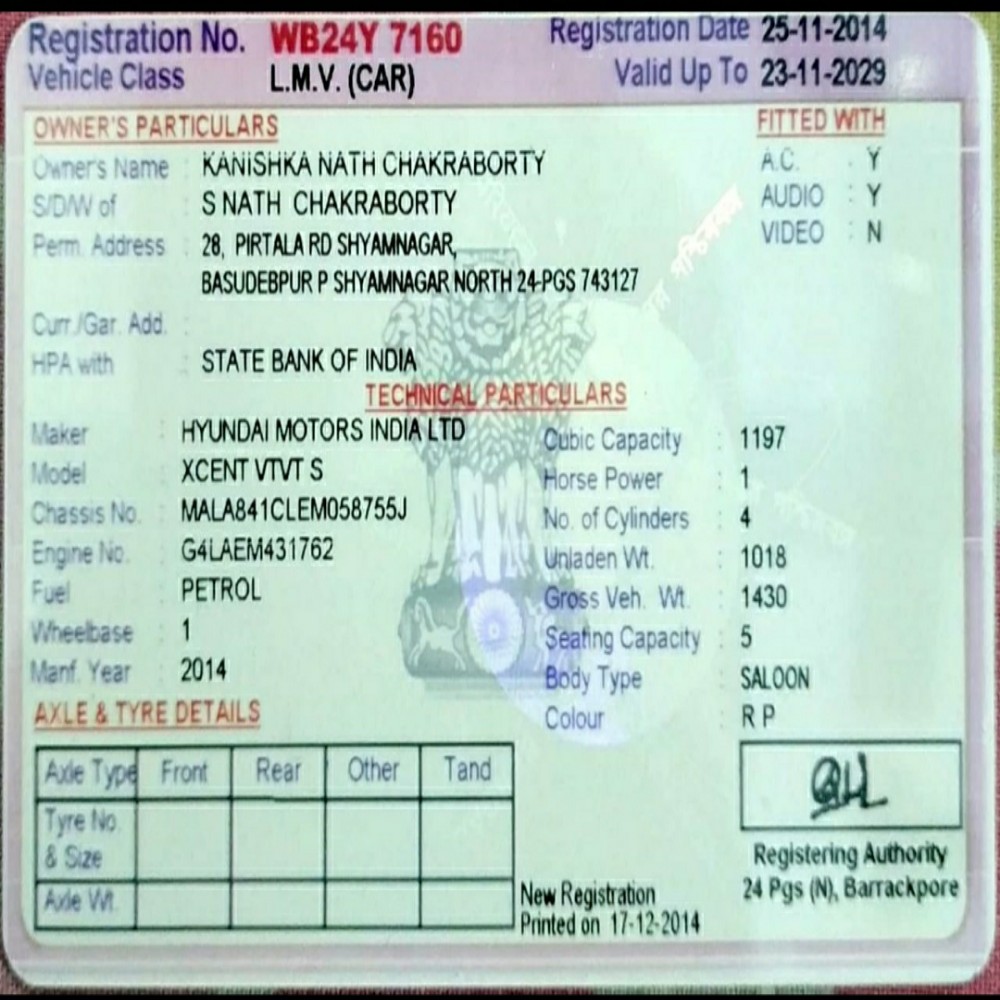 Registration No. WB24Y 7160 Registration Date 25-11-2014
Vehicle Class L.M.V. (CAR) Valid Up To 23-11-2029
OWNER'S PARTICULARS FITTED WITH
Owner's Name : KANISHKA NATH CHAKRABORTY A.C. : Y
S/D/W of : S NATH CHAKRABORTY AUDIO : Y
Perm. Address : 28, PIRTALA RD SHYAMNAGAR, VIDEO : N
BASUDEBPUR P SHYAMNAGAR NORTH 24-PGS 743127
Curr./Gar. Add. :
HPA with : STATE BANK OF INDIA
TECHNICAL PARTICULARS
Maker : HYUNDAI MOTORS INDIA LTD Cubic Capacity : 1197
Model : XCENT VTVT S Horse Power : 1
Chassis No. : MALA841CLEM058755J No. of Cylinders : 4
Engine No. : G4LAEM431762 Unladen Wt. : 1018
Fuel : PETROL Gross Veh. Wt. : 1430
Wheelbase : 1 Seating Capacity : 5
Manf. Year : 2014 Body Type : SALOON
AXLE & TYRE DETAILS Colour : R P
Axle Type Front Rear Other Tand
Tyre No.
& Size
Axle Wt.
Registering Authority
24 Pgs (N), Barrackpore
New Registration
Printed on 17-12-2014